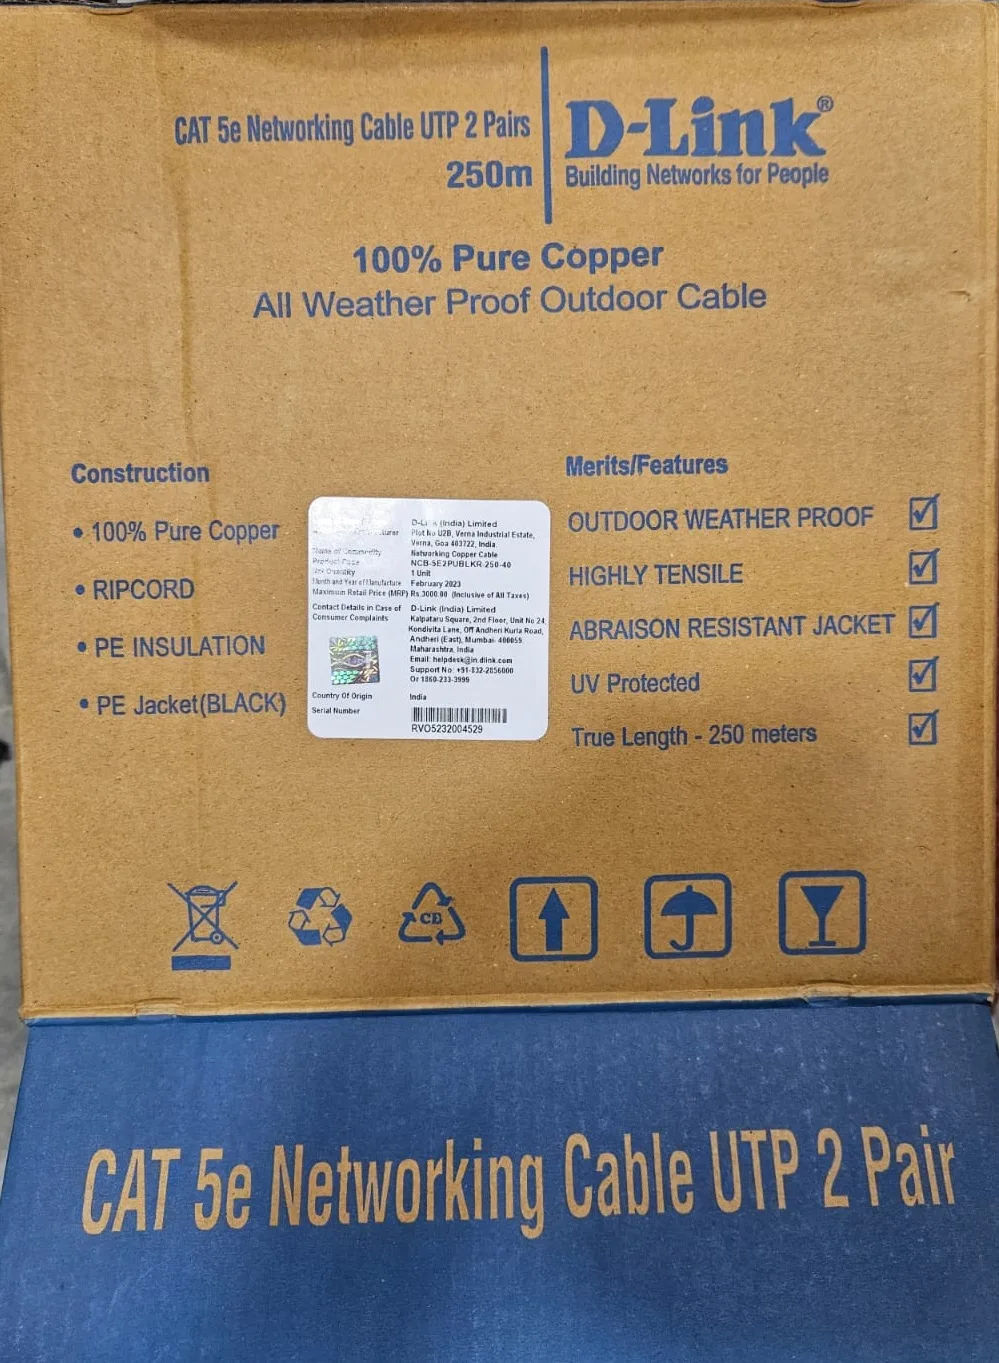 CAT 5e Networking Cable UTP 2 Pairs
250m
D-Link®
Building Networks for People
100% Pure Copper
All Weather Proof Outdoor Cable
Construction
• 100% Pure Copper
• RIPCORD
• PE INSULATION
• PE Jacket(BLACK)
D-Link (India) Limited
Plot No U2B, Verna Industrial Estate,
Verna, Goa 403722, India
Name of Commodity Networking Copper Cable
Product Code NCB-5E2PUBLKR-250-40
Quantity 1 Unit
Month and Year of Manufacture February 2023
Maximum Retail Price (MRP) Rs.3000.00 (Inclusive of All Taxes)
Contact Details in Case of D-Link (India) Limited
Consumer Complaints Kalpataru Square, 2nd Floor, Unit No 24,
Kondivita Lane, Off Andheri Kurla Road,
Andheri (East), Mumbai- 400059.
Maharashtra, India
Email: helpdesk@in.dlink.com
Support No: +91-832-2856000
Or 1860-233-3999
Country Of Origin India
Serial Number
RVO5232004529
Merits/Features
OUTDOOR WEATHER PROOF
HIGHLY TENSILE
ABRAISON RESISTANT JACKET
UV Protected
True Length - 250 meters
CB
CAT 5e Networking Cable UTP 2 Pair